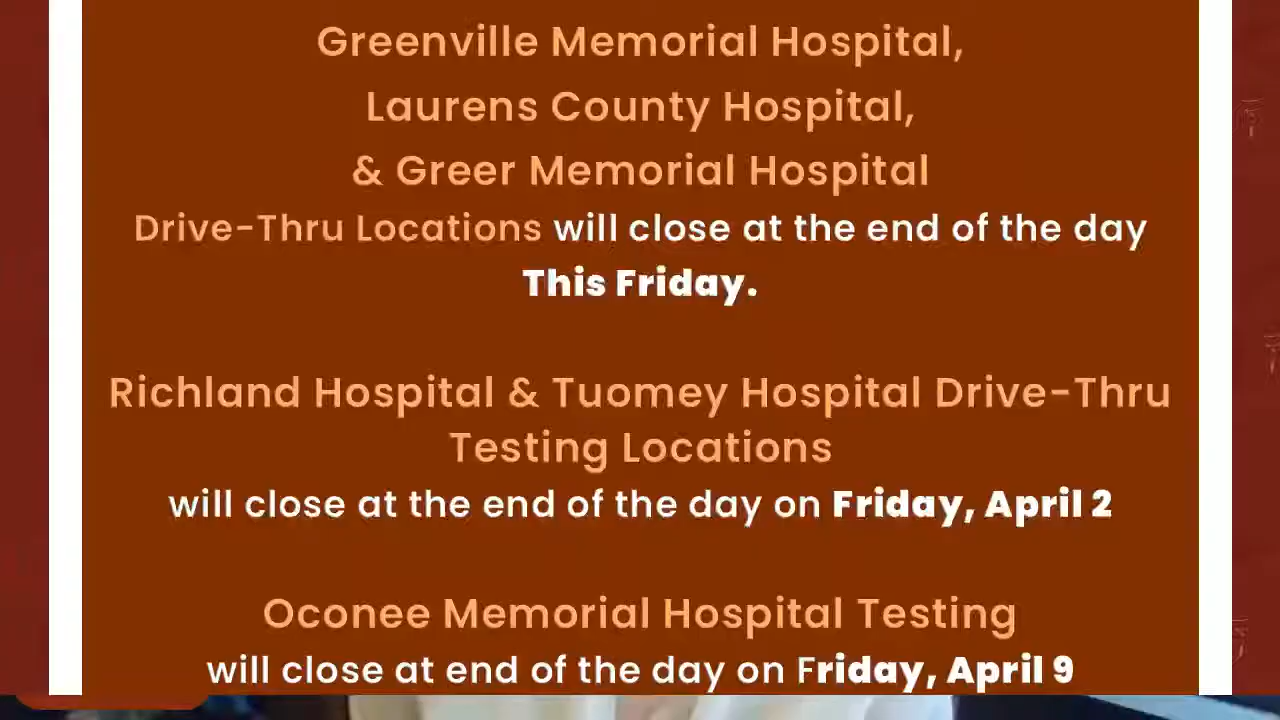 Greenville Memorial Hospital,
Laurens County Hospital,
& Greer Memorial Hospital
Drive-Thru Locations will close at the end of the day
This Friday.
Richland Hospital & Tuomey Hospital Drive-Thru
Testing Locations
will close at the end of the day on Friday, April 2
Oconee Memorial Hospital Testing
will close at end of the day on Friday, April 9